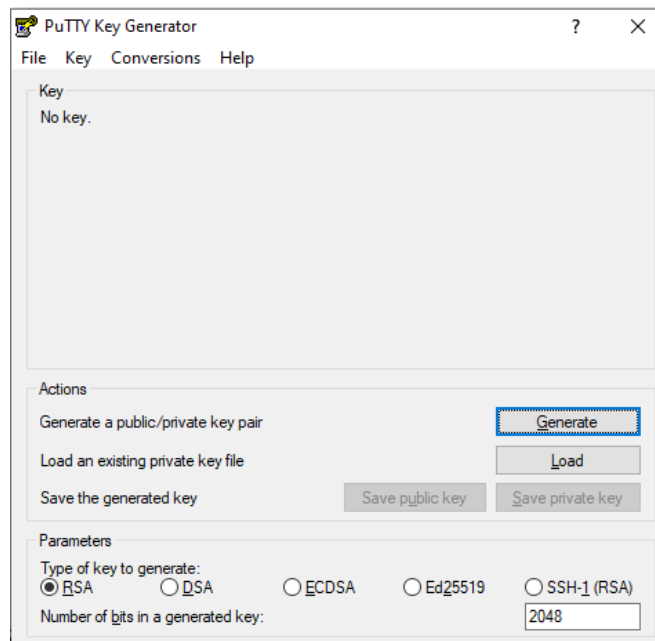 PuTTY Key Generator ?
File Key Conversions Help
Key
No key.
Actions
Generate a public/private key pair Generate
Load an existing private key file Load
Save the generated key Save public key Save private key
Parameters
Type of key to generate:
RSA DSA ECDSA Ed25519 SSH-1 (RSA)
Number of bits in a generated key: 2048